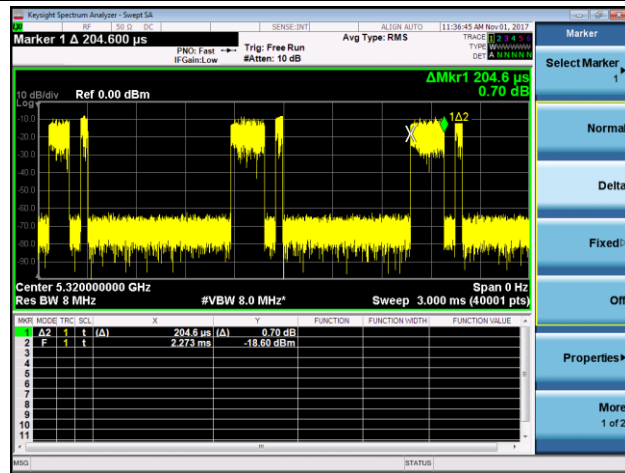 Keysight Spectrum Analyzer - Swept SA
RF 50 Ω DC SENSE:INT ALIGN AUTO 11:36:45 AM Nov 01, 2017
Marker 1 Δ 204.600 µs
PNO: Fast
IFGain:Low
Trig: Free Run
#Atten: 10 dB
Avg Type: RMS
TRACE 1 2 3 4 5 6
TYPE WWWWWW
DET A N N N N N
Marker
Select Marker
1
Normal
Delta
Fixed
Off
Properties
More
1 of 2
ΔMkr1 204.6 µs
0.70 dB
10 dB/div Ref 0.00 dBm
Log
-10.0
-20.0
-30.0
-40.0
-50.0
-60.0
-70.0
-80.0
-90.0
X
1Δ2
Center 5.320000000 GHz Span 0 Hz
Res BW 8 MHz #VBW 8.0 MHz* Sweep 3.000 ms (40001 pts)
MKR MODE TRC SCL X Y FUNCTION FUNCTION WIDTH FUNCTION VALUE
1 Δ2 1 t (Δ) 204.6 µs (Δ) 0.70 dB
2 F 1 t 2.273 ms -18.60 dBm
3
4
5
6
7
8
9
10
11
MSG STATUS